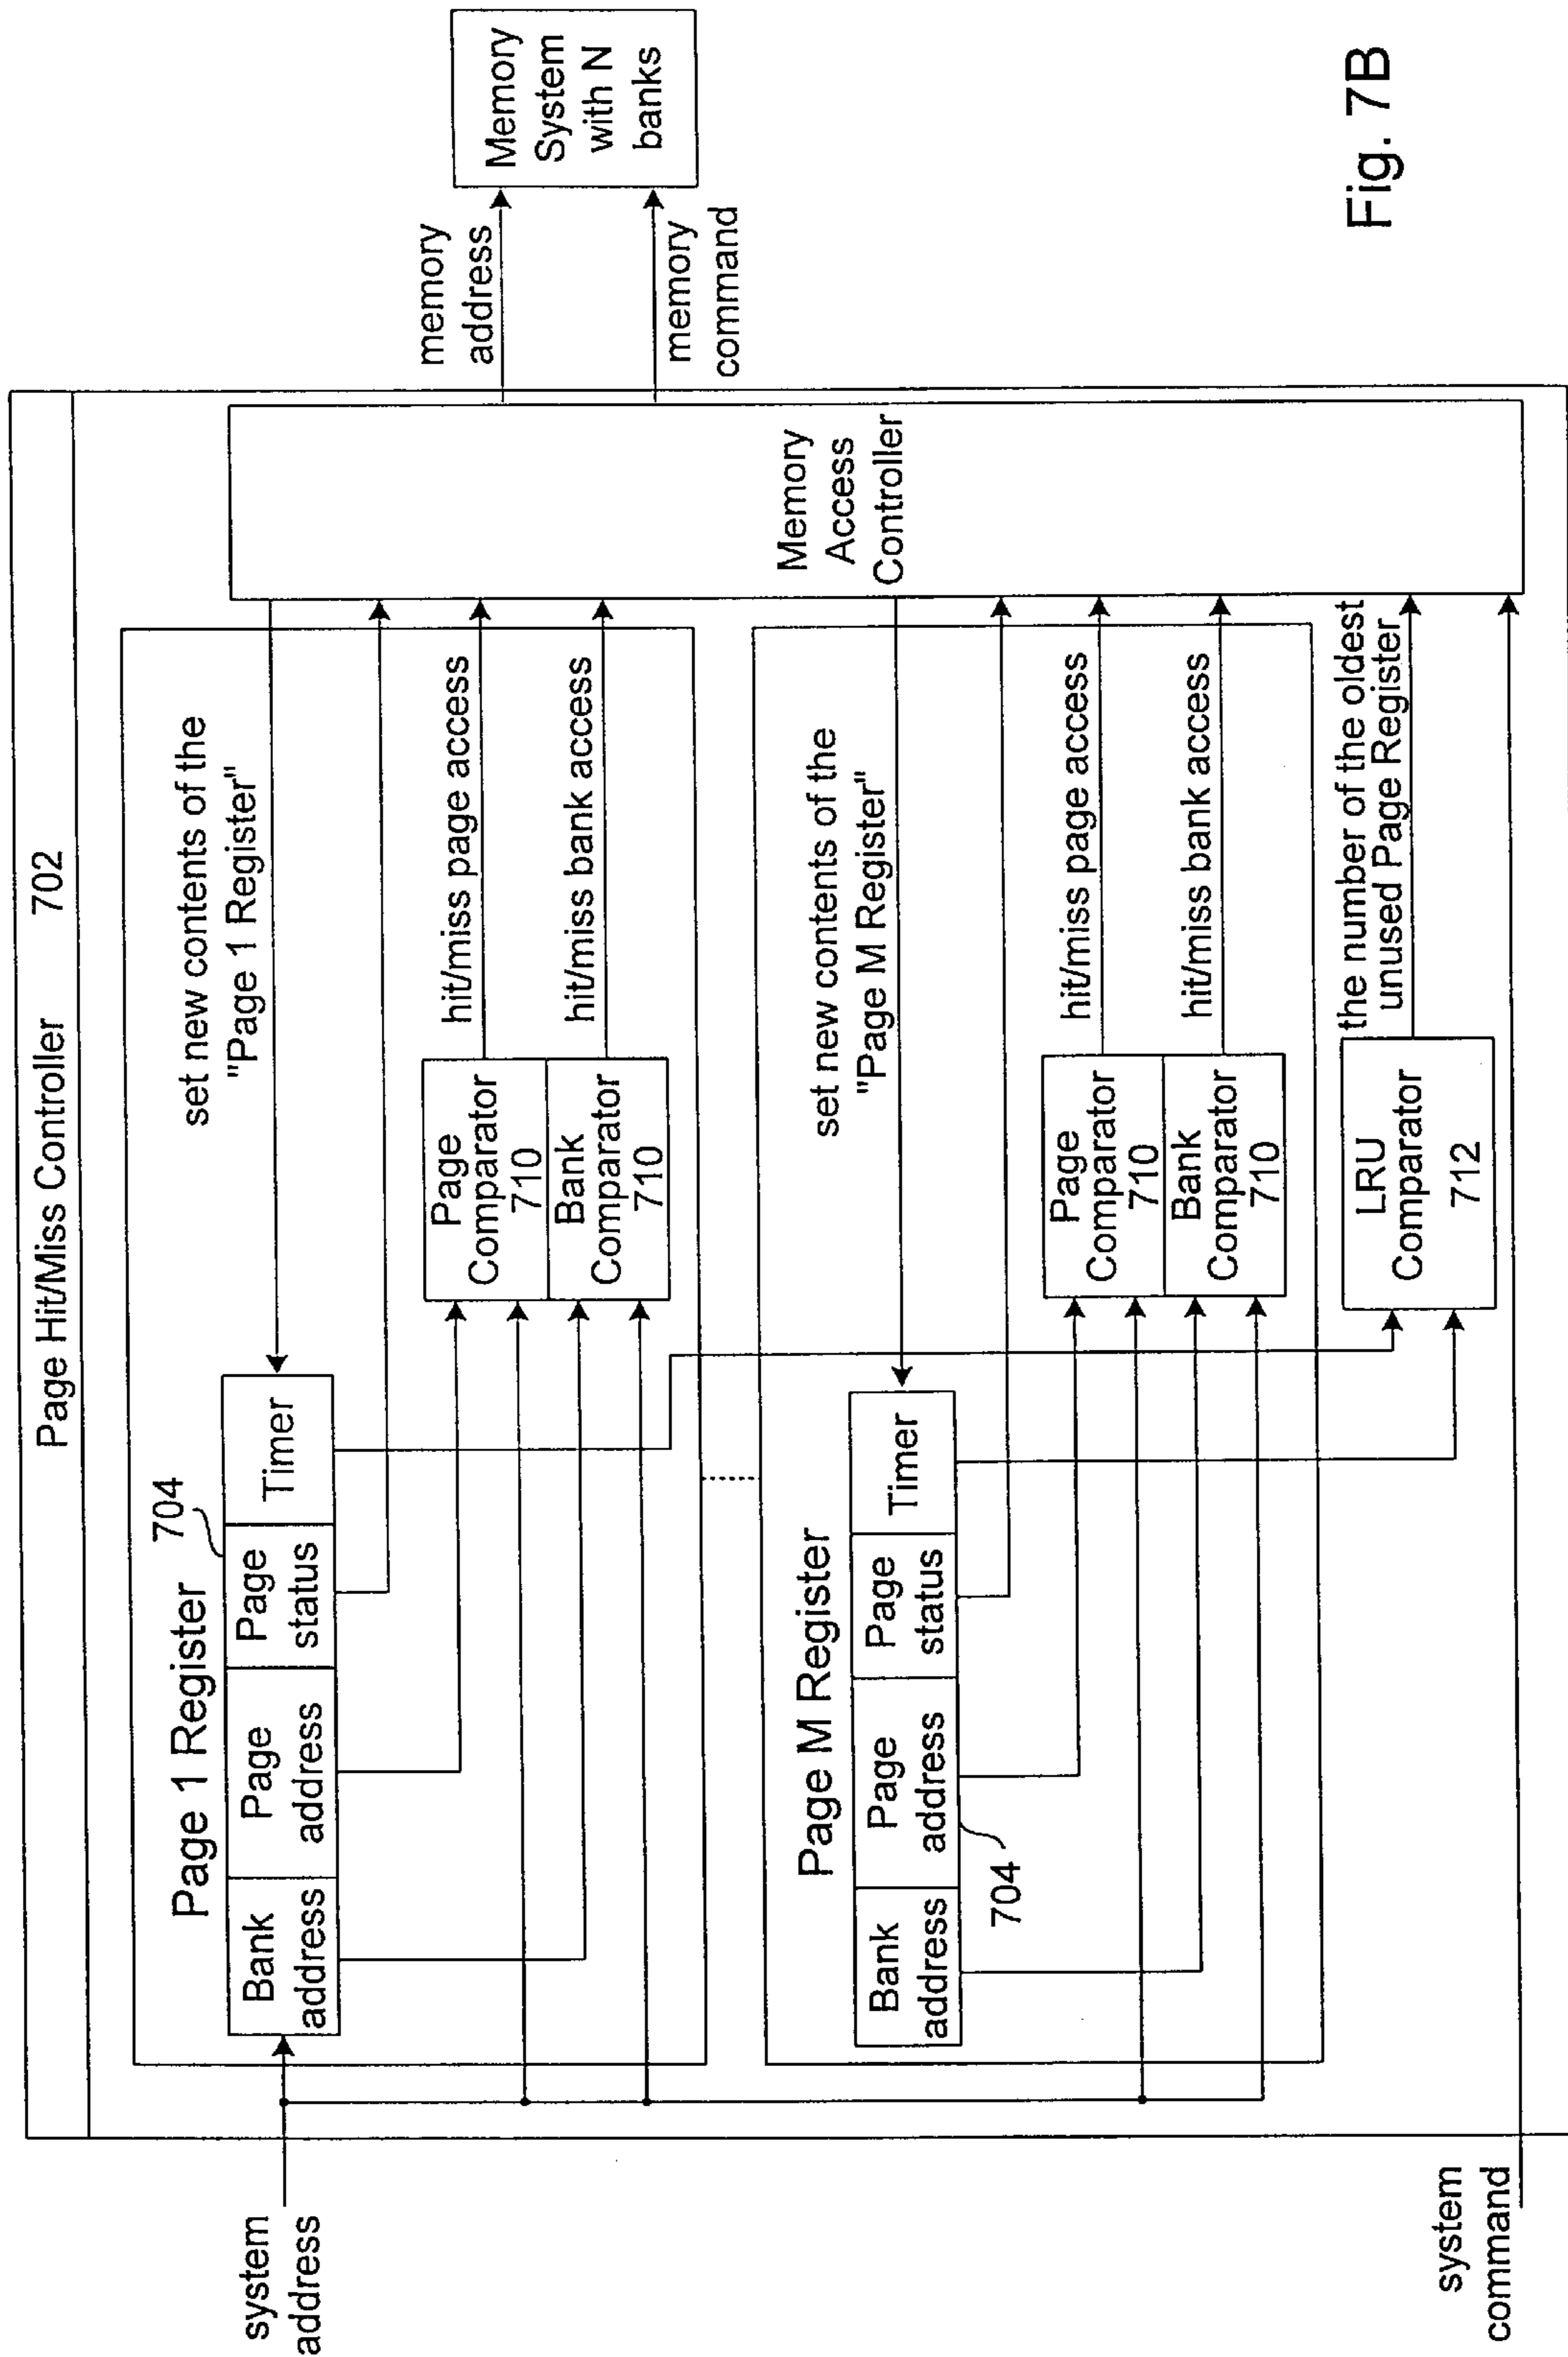 Page Hit/Miss Controller 702
system
address
Page 1 Register
704
Bank
address
Page
address
Page
status
Timer
set new contents of the
"Page 1 Register"
Page
Comparator
710
Bank
Comparator
710
hit/miss page access
hit/miss bank access
Page M Register
704
Bank
address
Page
address
Page
status
Timer
set new contents of the
"Page M Register"
Page
Comparator
710
Bank
Comparator
710
hit/miss page access
hit/miss bank access
LRU
Comparator
712
the number of the oldest
unused Page Register
system
command
Memory
Access
Controller
memory
address
memory
command
Memory
System
with N
banks
Fig. 7B